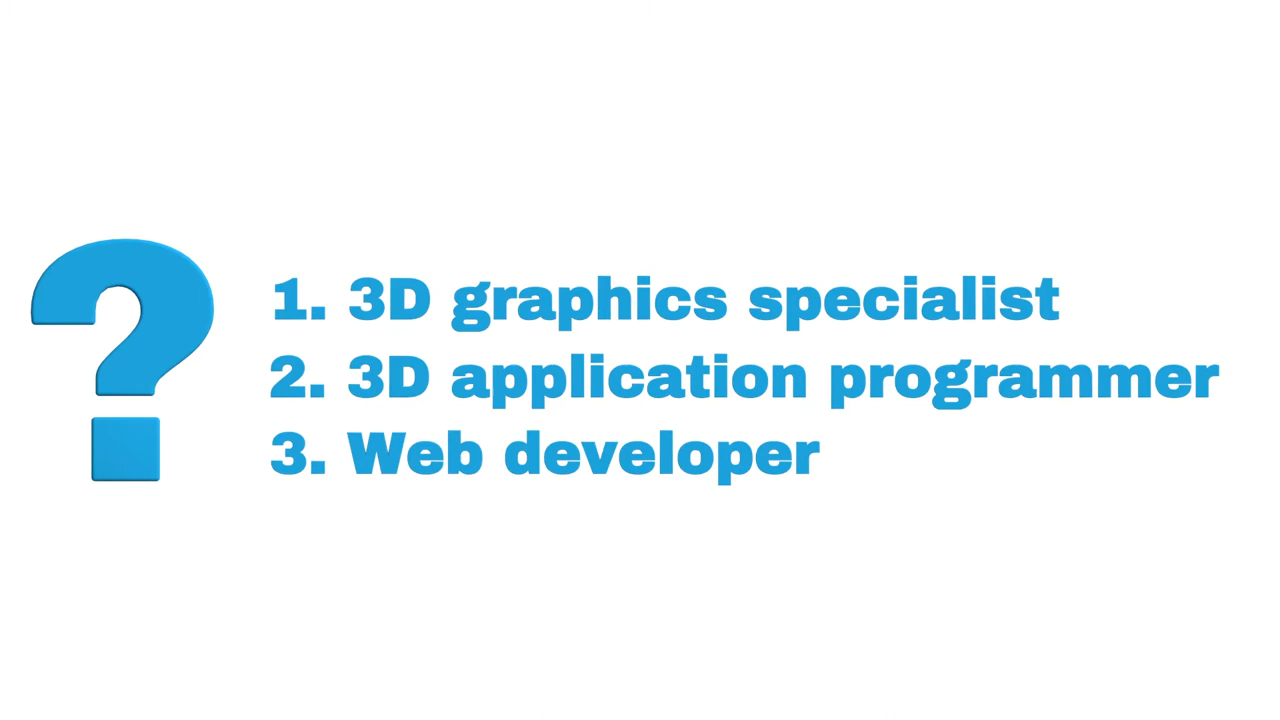 ?
1. 3D graphics specialist
2. 3D application programmer
3. Web developer